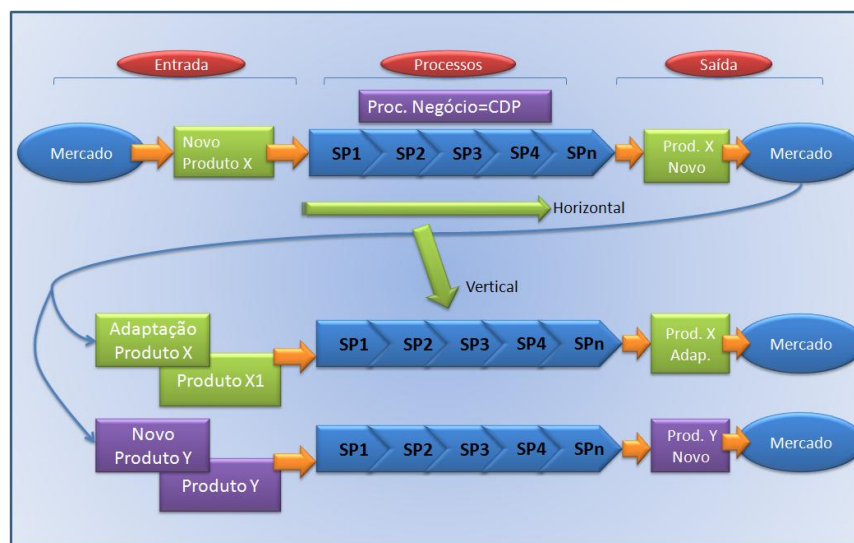 Entrada
Processos
Saída
Proc. Negócio=CDP
Mercado
Novo
Produto X
SP1
SP2
SP3
SP4
SPn
Prod. X
Novo
Mercado
Horizontal
Vertical
Adaptação
Produto X
Produto X1
SP1
SP2
SP3
SP4
SPn
Prod. X
Adap.
Mercado
Novo
Produto Y
Produto Y
SP1
SP2
SP3
SP4
SPn
Prod. Y
Novo
Mercado